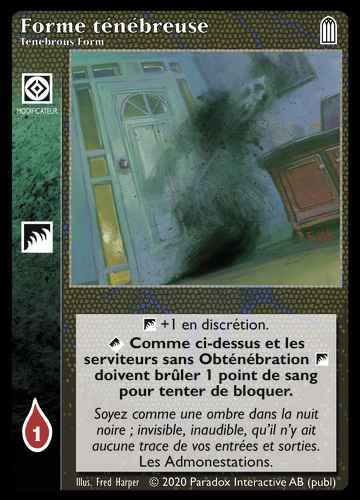 Forme ténébreuse
Tenebrous Form
MODIFICATEUR
+1 en discrétion.
Comme ci-dessus et les
serviteurs sans Obténébration
doivent brûler 1 point de sang
pour tenter de bloquer.
Soyez comme une ombre dans la nuit
noire ; invisible, inaudible, qu'il n'y ait
aucune trace de vos entrées et sorties.
Les Admonestations.
1
Illus. Fred Harper © 2020 Paradox Interactive AB (publ)